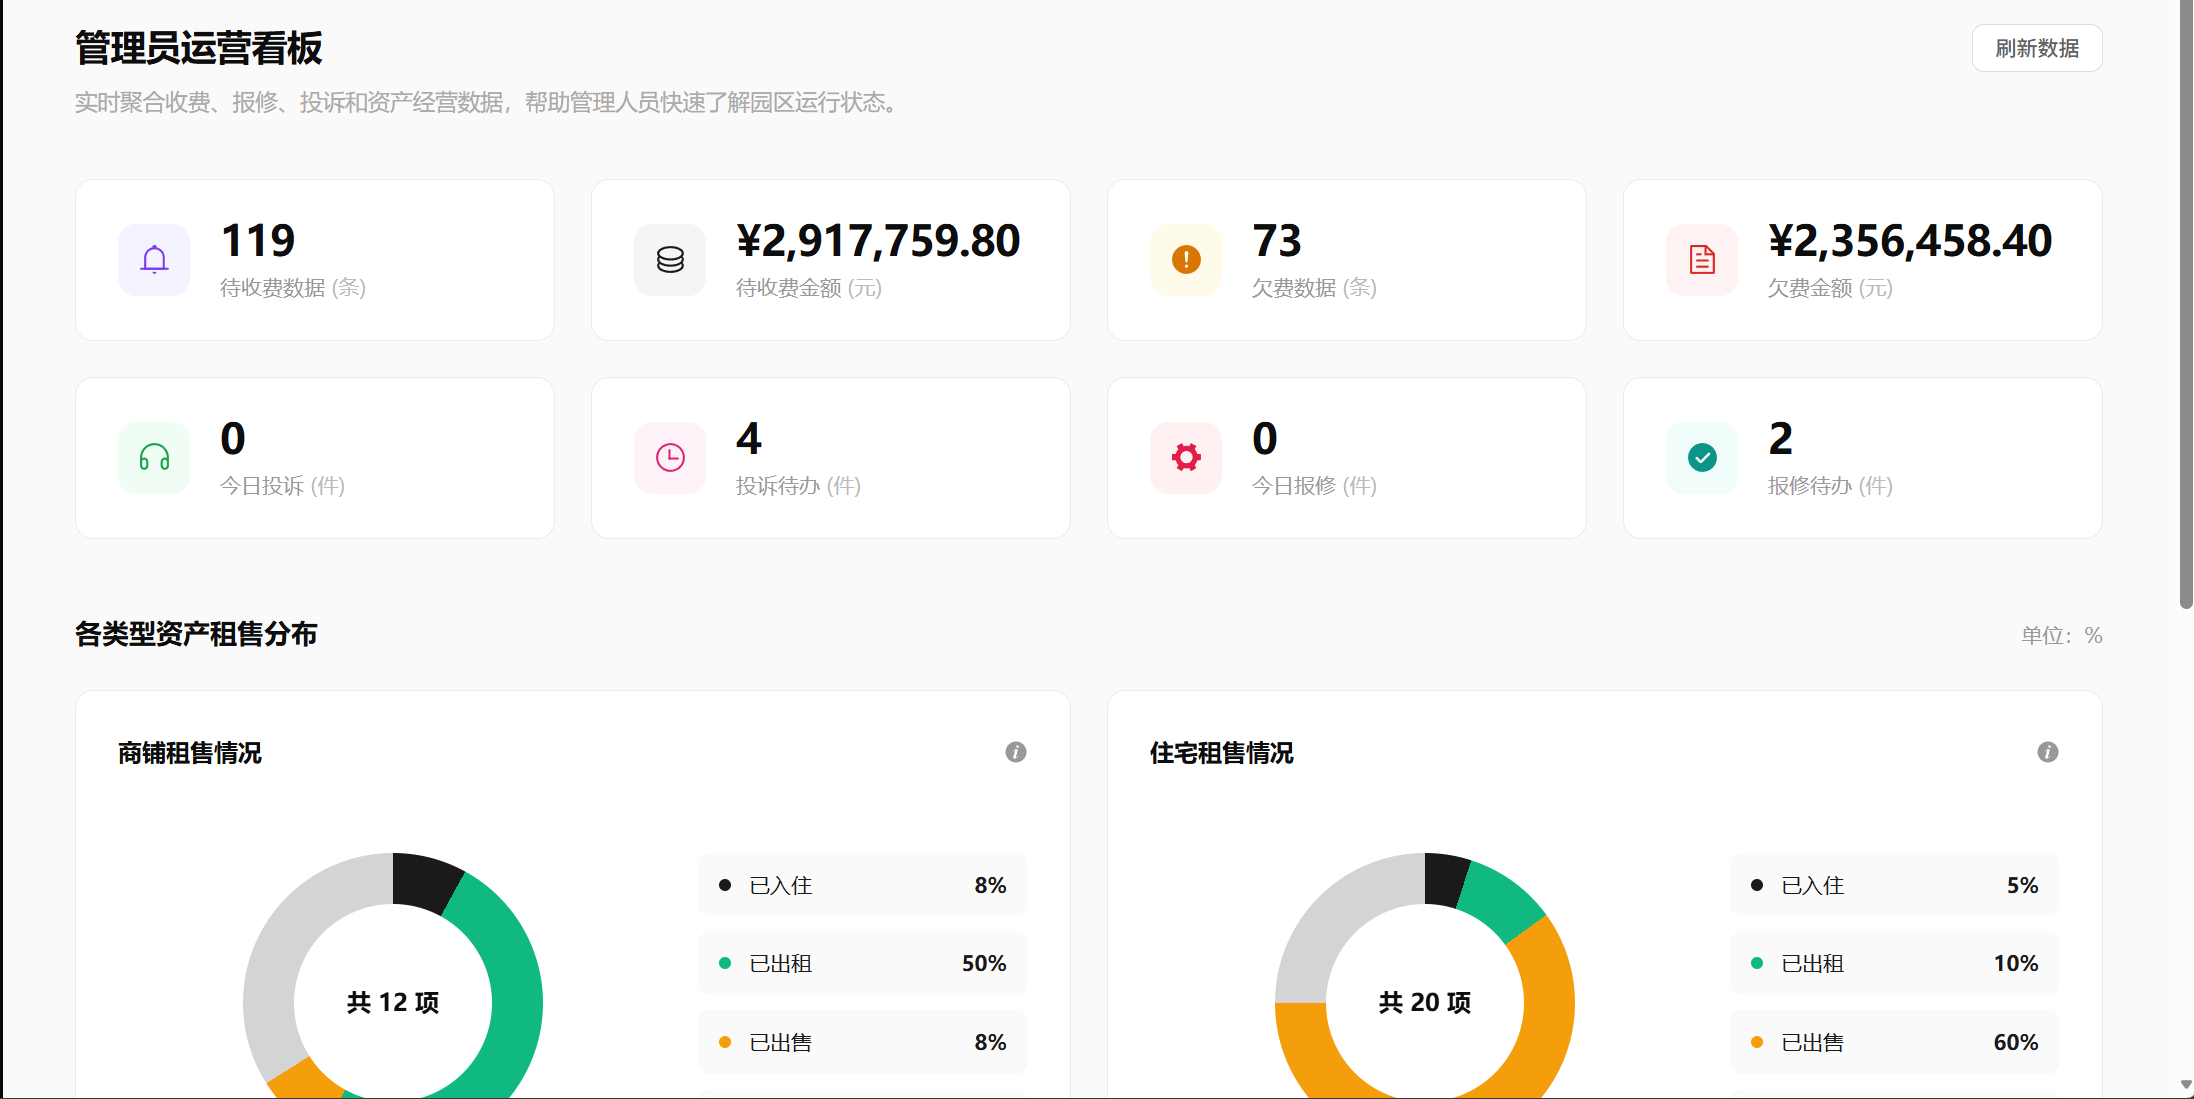 管理员运营看板
刷新数据
实时聚合收费、报修、投诉和资产经营数据，帮助管理人员快速了解园区运行状态。
119
待收费数据 (条)
¥2,917,759.80
待收费金额 (元)
73
欠费数据 (条)
¥2,356,458.40
欠费金额 (元)
0
今日投诉 (件)
4
投诉待办 (件)
0
今日报修 (件)
2
报修待办 (件)
各类型资产租售分布
单位：%
商铺租售情况
共 12 项
已入住 8%
已出租 50%
已出售 8%
住宅租售情况
共 20 项
已入住 5%
已出租 10%
已出售 60%